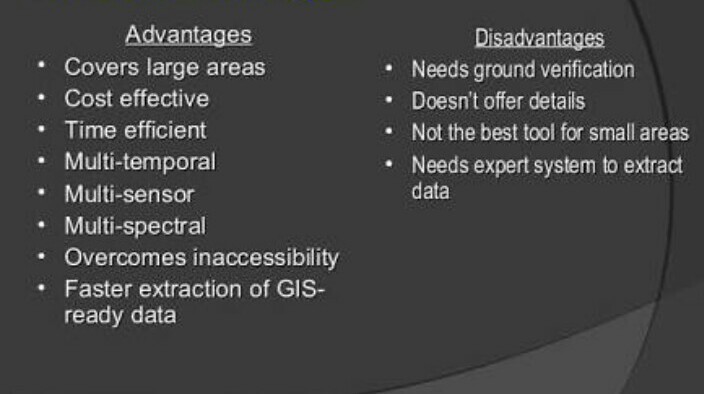 Advantages
• Covers large areas
• Cost effective
• Time efficient
• Multi-temporal
• Multi-sensor
• Multi-spectral
• Overcomes inaccessibility
• Faster extraction of GIS-
ready data
Disadvantages
• Needs ground verification
• Doesn't offer details
• Not the best tool for small areas
• Needs expert system to extract
data